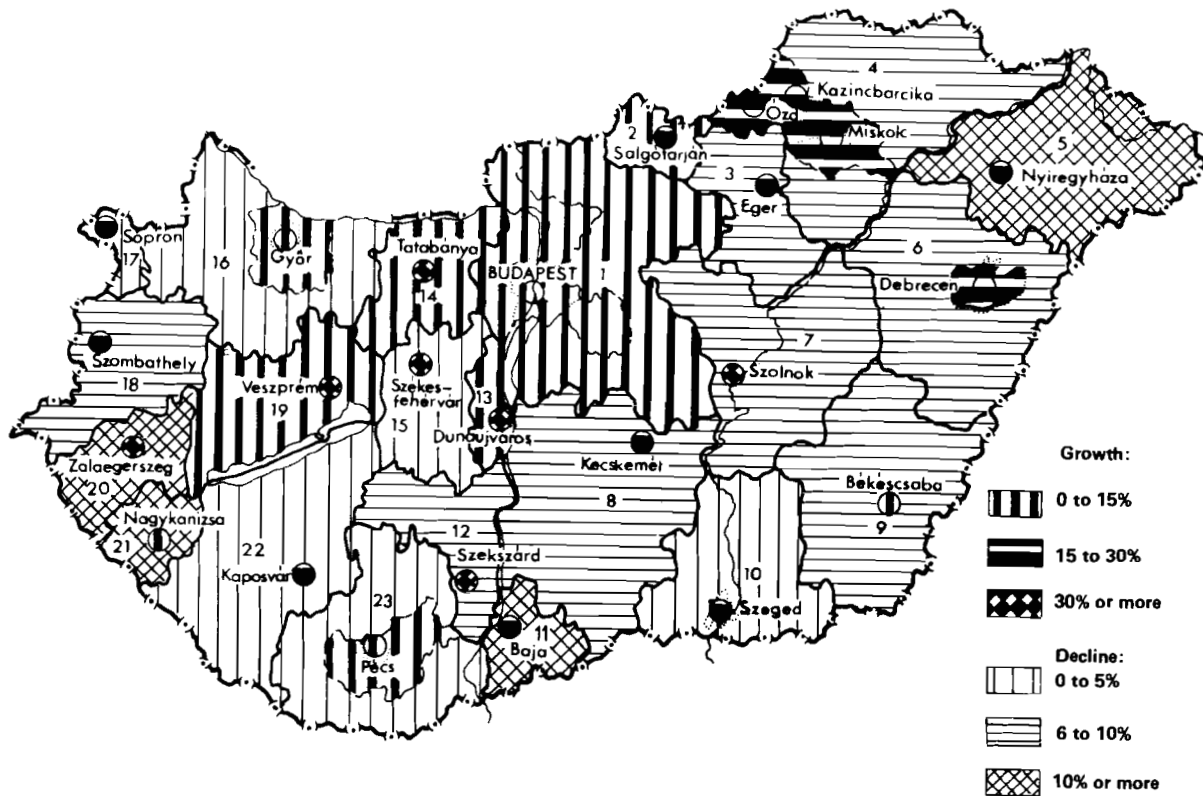 4
Kazincbarcika
Ózd
Miskolc
2
Salgótarján
3
Eger
5
Nyiregyháza
6
Debrecen
Sopron
17
16
Győr
Tatabánya
14
BUDAPEST
1
7
Szolnok
Szombathely
18
Veszprém
19
Székes-
fehérvár
15
13
Dunaujváros
Kecskemét
8
Zalaegerszeg
20
Nagykanizsa
21
22
Kaposvár
12
Szekszárd
23
Pécs
11
Baja
10
Szeged
Békéscsaba
9
Growth:
0 to 15%
15 to 30%
30% or more
Decline:
0 to 5%
6 to 10%
10% or more